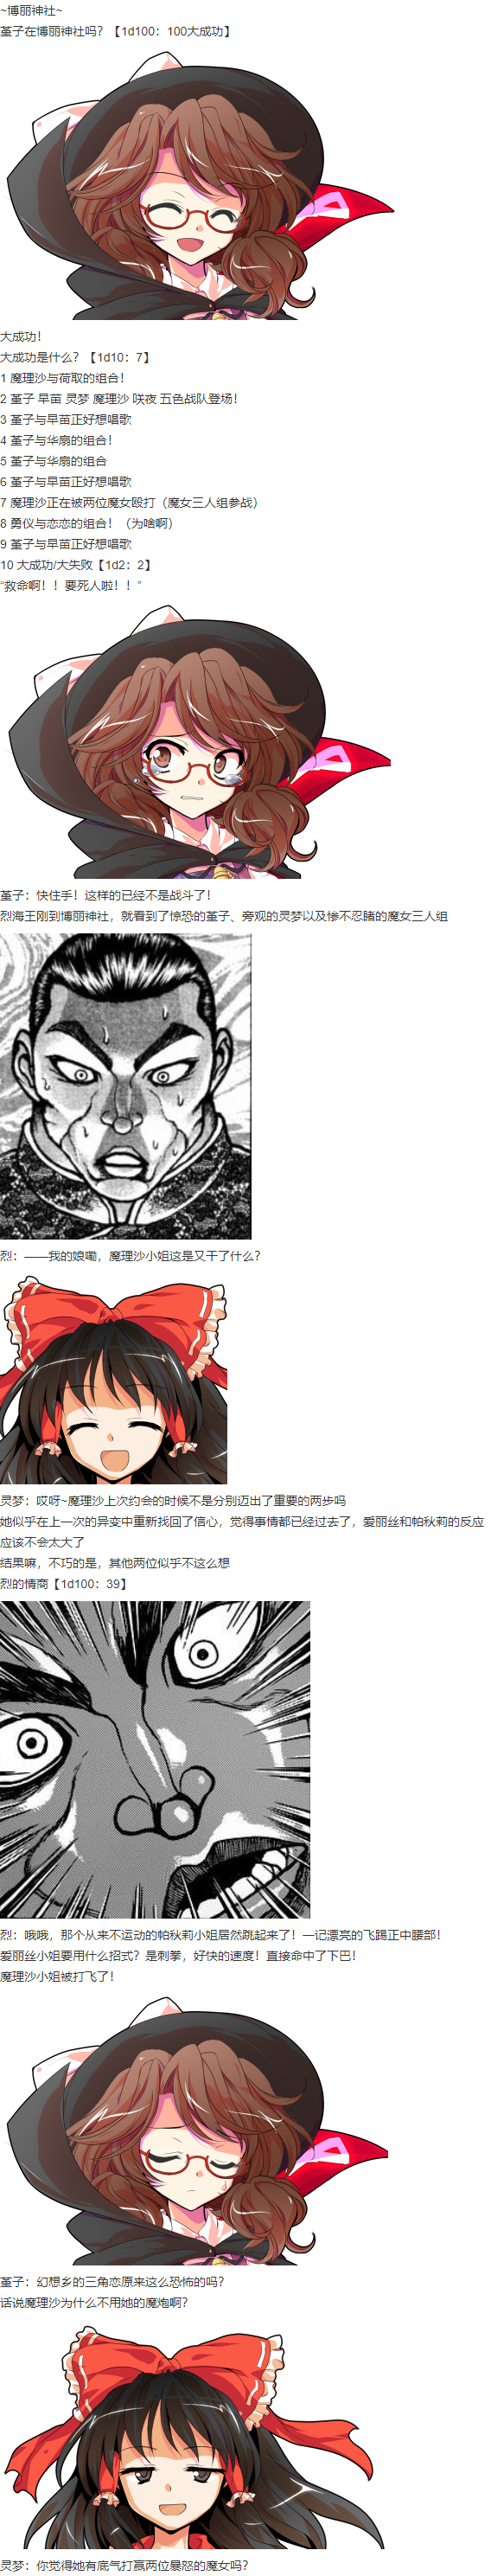 ~博丽神社~
堇子在博丽神社吗？【1d100：100大成功】
大成功！
大成功是什么？【1d10：7】
1 魔理沙与荷取的组合！
2 堇子 早苗 灵梦 魔理沙 咲夜 五色战队登场！
3 堇子与早苗正好想唱歌
4 堇子与华扇的组合！
5 堇子与华扇的组合
6 堇子与早苗正好想唱歌
7 魔理沙正在被两位魔女殴打（魔女三人组参战）
8 勇仪与恋恋的组合！（为啥啊）
9 堇子与早苗正好想唱歌
10 大成功/大失败【1d2：2】
“救命啊！！要死人啦！！”
堇子：快住手！这样的已经不是战斗了！
烈海王刚到博丽神社，就看到了惊恐的堇子、旁观的灵梦以及惨不忍睹的魔女三人组
烈：——我的娘嘞，魔理沙小姐这是又干了什么？
灵梦：哎呀~魔理沙上次约会的时候不是分别迈出了重要的两步吗
她似乎在上一次的异变中重新找回了信心，觉得事情都已经过去了，爱丽丝和帕秋莉的反应
应该不会太大了
结果嘛，不巧的是，其他两位似乎不这么想
烈的情商【1d100：39】
烈：哦哦，那个从来不运动的帕秋莉小姐居然跳起来了！一记漂亮的飞踢正中腰部！
爱丽丝小姐要用什么招式？是刺拳，好快的速度！直接命中了下巴！
魔理沙小姐被打飞了！
堇子：幻想乡的三角恋原来这么恐怖的吗？
话说魔理沙为什么不用她的魔炮啊？
灵梦：你觉得她有底气打赢两位暴怒的魔女吗？